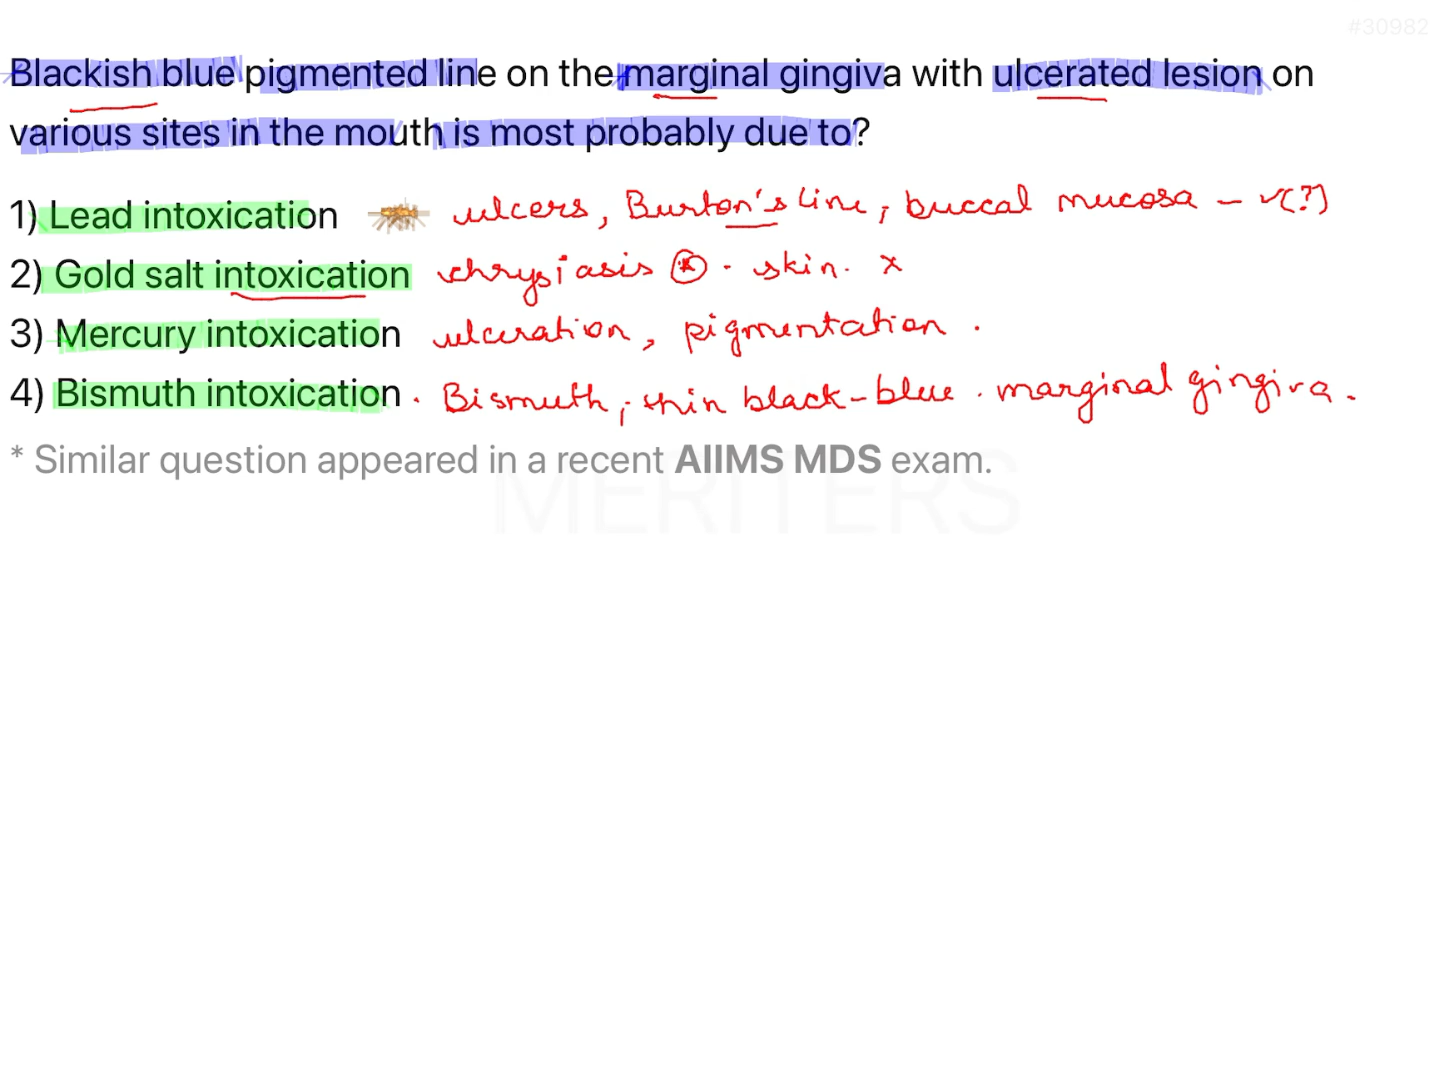 #30982
Blackish blue pigmented line on the marginal gingiva with ulcerated lesion on
various sites in the mouth is most probably due to?
1) Lead intoxication ulcers, Burton's line, buccal mucosa - ✓(?)
2) Gold salt intoxication chrysiasis * . skin. x
3) Mercury intoxication ulceration, pigmentation .
4) Bismuth intoxication . Bismuth, thin black-blue . marginal gingiva.
* Similar question appeared in a recent AIIMS MDS exam.
MERITERS